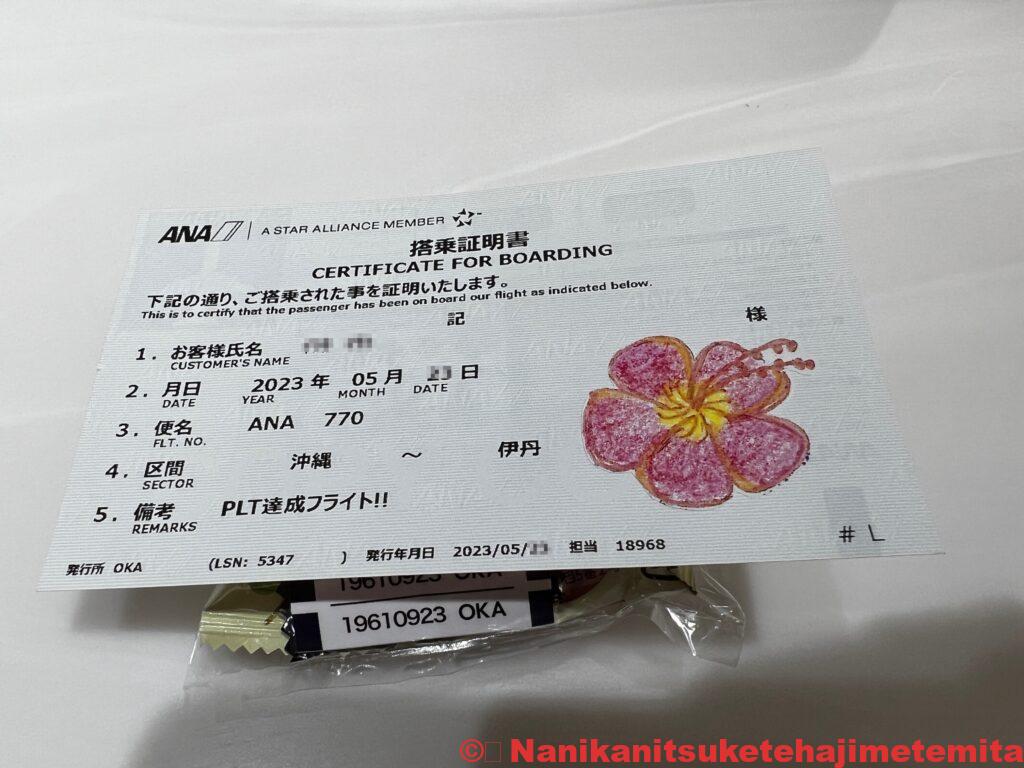 ANA A STAR ALLIANCE MEMBER
搭乗証明書
CERTIFICATE FOR BOARDING
下記の通り、ご搭乗された事を証明いたします。
This is to certify that the passenger has been on board our flight as indicated below.
記
1. お客様氏名 様
CUSTOMER'S NAME
2. 月日 2023 年 05 月 日
DATE YEAR MONTH DATE
3. 便名 ANA 770
FLT. NO.
4. 区間 沖縄 ～ 伊丹
SECTOR
5. 備考 PLT達成フライト!!
REMARKS
発行所 OKA (LSN: 5347 ) 発行年月日 2023/05/ 担当 18968
# L
19610923 OKA
19610923 OKA
© Nanikanitsuketehajimetemita